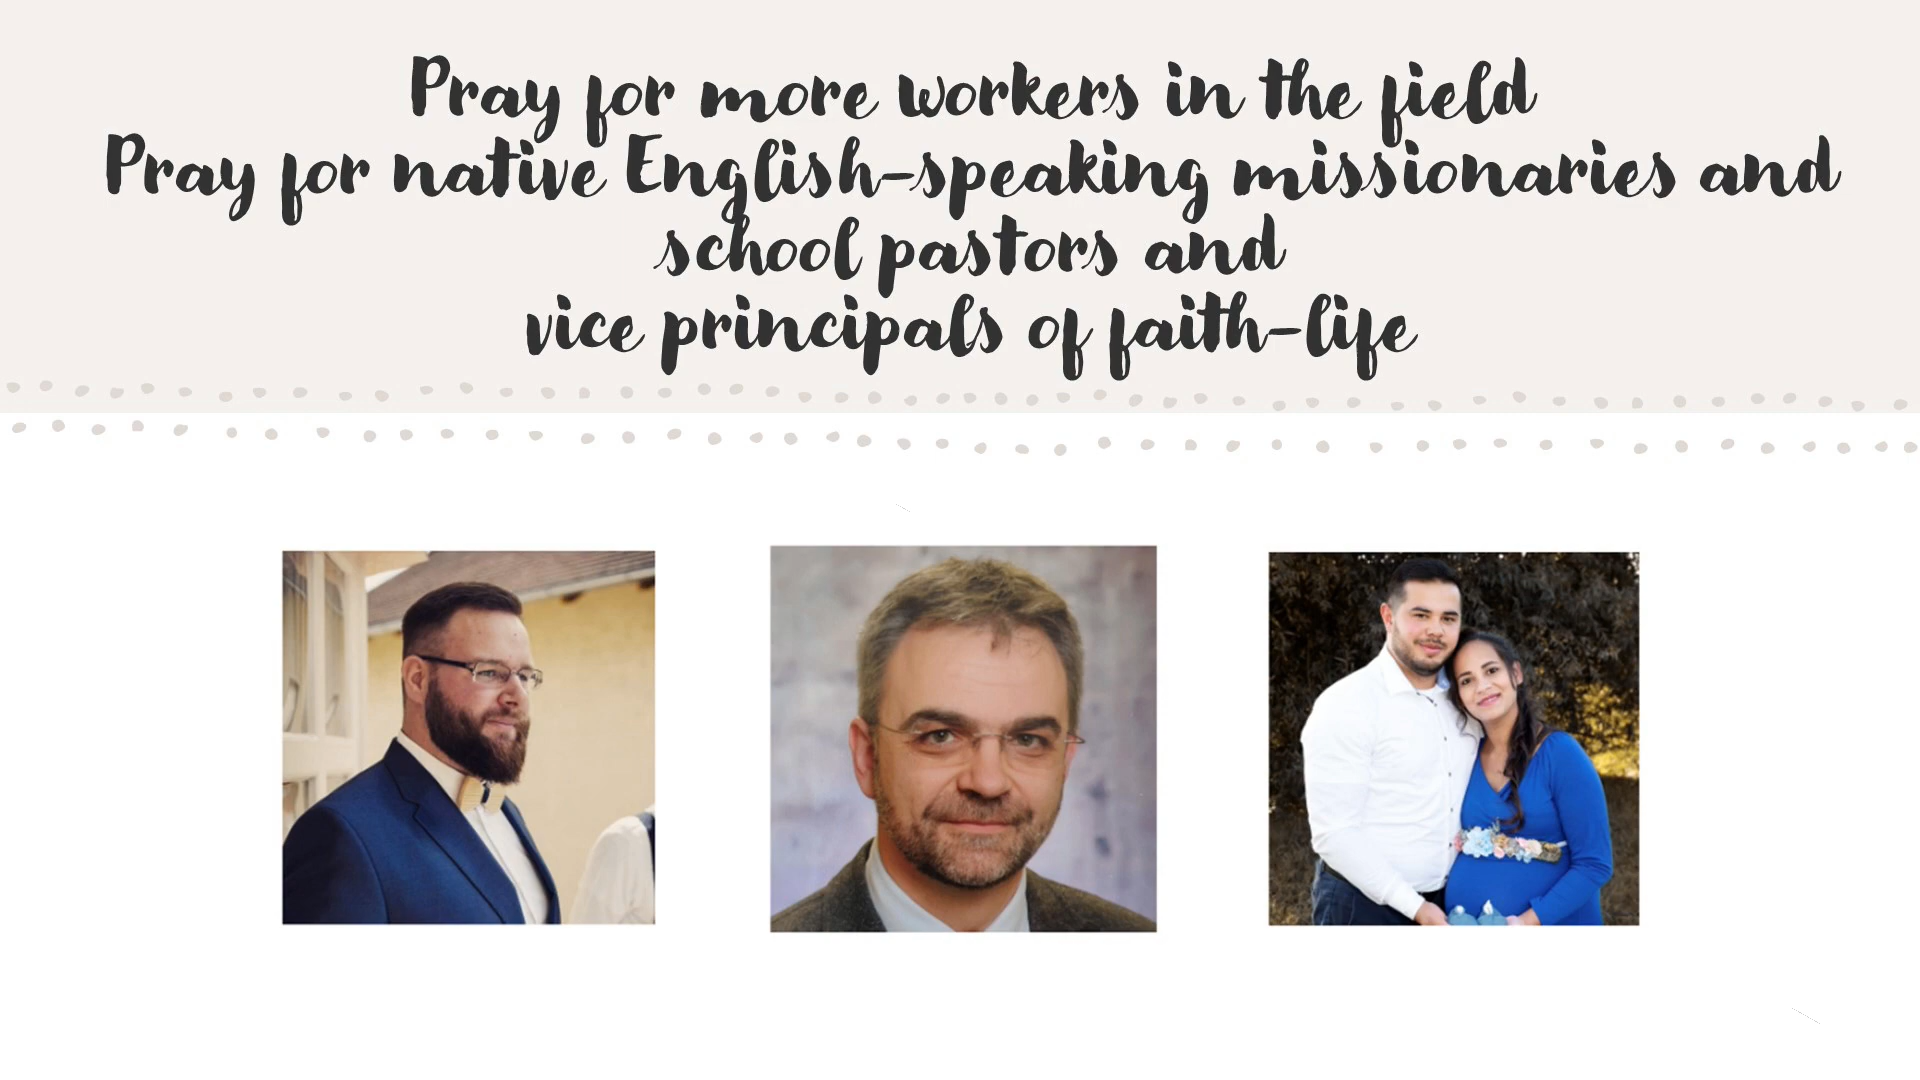 Pray for more workers in the field
Pray for native English-speaking missionaries and
school pastors and
vice principals of faith-life